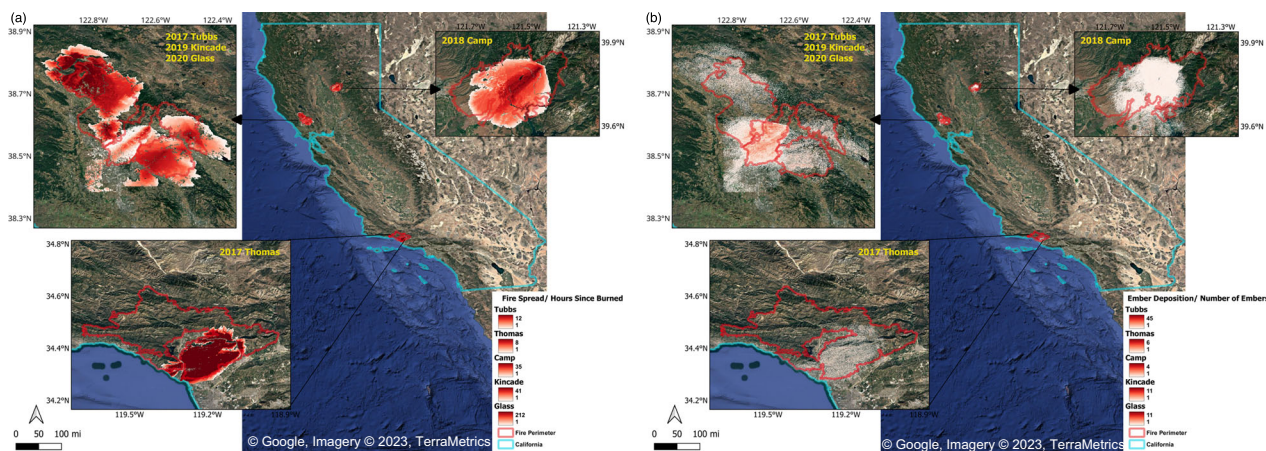 (a)
122.8°W 122.6°W 122.4°W
38.9°N
38.7°N
38.5°N
38.3°N
2017 Tubbs
2019 Kincade
2020 Glass
121.7°W 121.5°W 121.3°W
2018 Camp
39.9°N
39.6°N
34.8°N
34.6°N
34.4°N
34.2°N
2017 Thomas
119.5°W 119.2°W 118.9°W
Fire Spread/ Hours Since Burned
Tubbs
12
1
Thomas
8
1
Camp
35
1
Kincade
41
1
Glass
212
1
Fire Perimeter
California
0 50 100 mi
© Google, Imagery © 2023, TerraMetrics
(b)
122.8°W 122.6°W 122.4°W
38.9°N
38.7°N
38.5°N
38.3°N
2017 Tubbs
2019 Kincade
2020 Glass
121.7°W 121.5°W 121.3°W
2018 Camp
39.9°N
39.6°N
34.8°N
34.6°N
34.4°N
34.2°N
2017 Thomas
119.5°W 119.2°W 118.9°W
Ember Deposition/ Number of Embers
Tubbs
45
1
Thomas
6
1
Camp
4
1
Kincade
11
1
Glass
11
1
Fire Perimeter
California
0 50 100 mi
© Google, Imagery © 2023, TerraMetrics